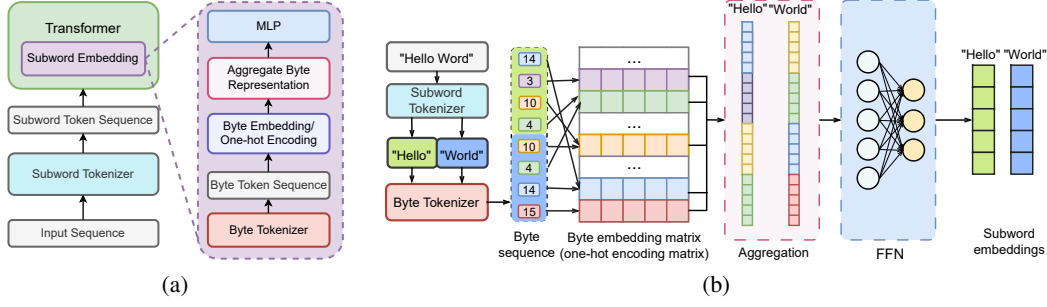 Transformer
Subword Embedding
Subword Token Sequence
Subword Tokenizer
Input Sequence
MLP
Aggregate Byte
Representation
Byte Embedding/
One-hot Encoding
Byte Token Sequence
Byte Tokenizer
(a)
"Hello Word"
Subword
Tokenizer
"Hello" "World"
Byte Tokenizer
14
3
10
4
10
4
14
15
Byte
sequence
...
...
...
Byte embedding matrix
(one-hot encoding matrix)
"Hello" "World"
Aggregation
FFN
"Hello" "World"
Subword
embeddings
(b)